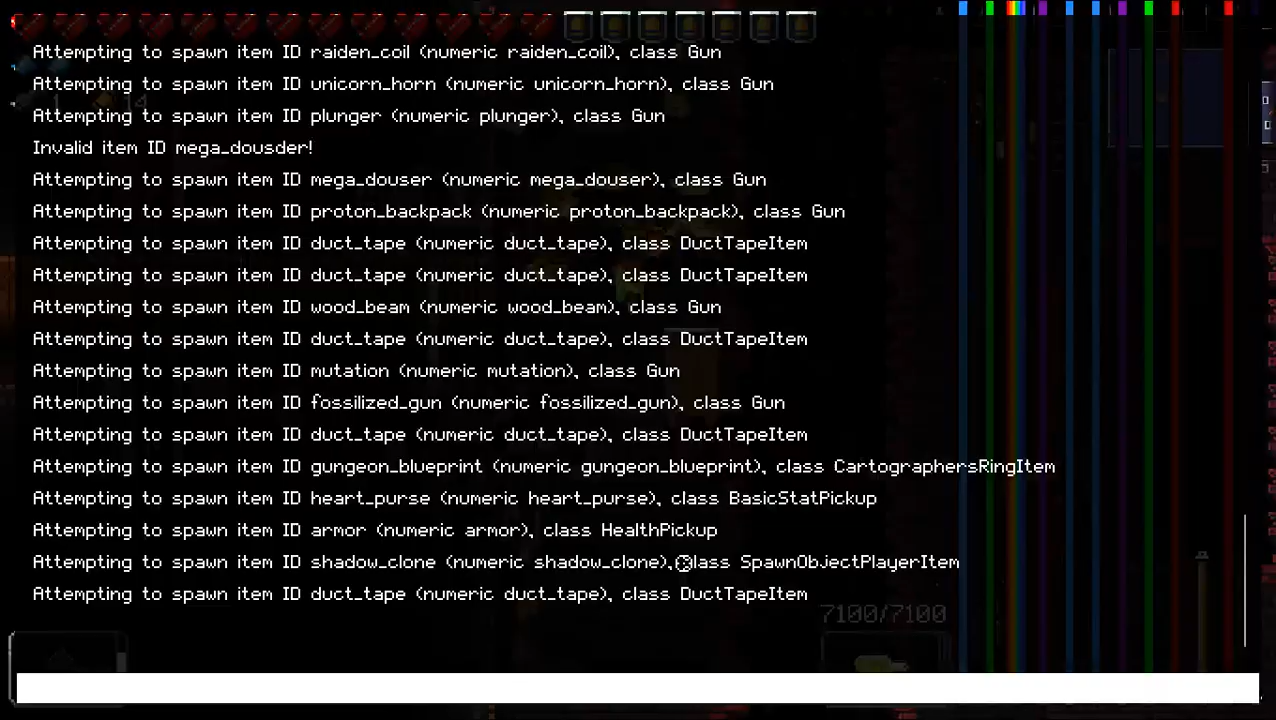 Attempting to spawn item ID raiden_coil (numeric raiden_coil), class Gun
Attempting to spawn item ID unicorn_horn (numeric unicorn_horn), class Gun
Attempting to spawn item ID plunger (numeric plunger), class Gun
Invalid item ID mega_dousder!
Attempting to spawn item ID mega_douser (numeric mega_douser), class Gun
Attempting to spawn item ID proton_backpack (numeric proton_backpack), class Gun
Attempting to spawn item ID duct_tape (numeric duct_tape), class DuctTapeItem
Attempting to spawn item ID duct_tape (numeric duct_tape), class DuctTapeItem
Attempting to spawn item ID wood_beam (numeric wood_beam), class Gun
Attempting to spawn item ID duct_tape (numeric duct_tape), class DuctTapeItem
Attempting to spawn item ID mutation (numeric mutation), class Gun
Attempting to spawn item ID fossilized_gun (numeric fossilized_gun), class Gun
Attempting to spawn item ID duct_tape (numeric duct_tape), class DuctTapeItem
Attempting to spawn item ID gungeon_blueprint (numeric gungeon_blueprint), class CartographersRingItem
Attempting to spawn item ID heart_purse (numeric heart_purse), class BasicStatPickup
Attempting to spawn item ID armor (numeric armor), class HealthPickup
Attempting to spawn item ID shadow_clone (numeric shadow_clone), class SpawnObjectPlayerItem
Attempting to spawn item ID duct_tape (numeric duct_tape), class DuctTapeItem
7100/7100